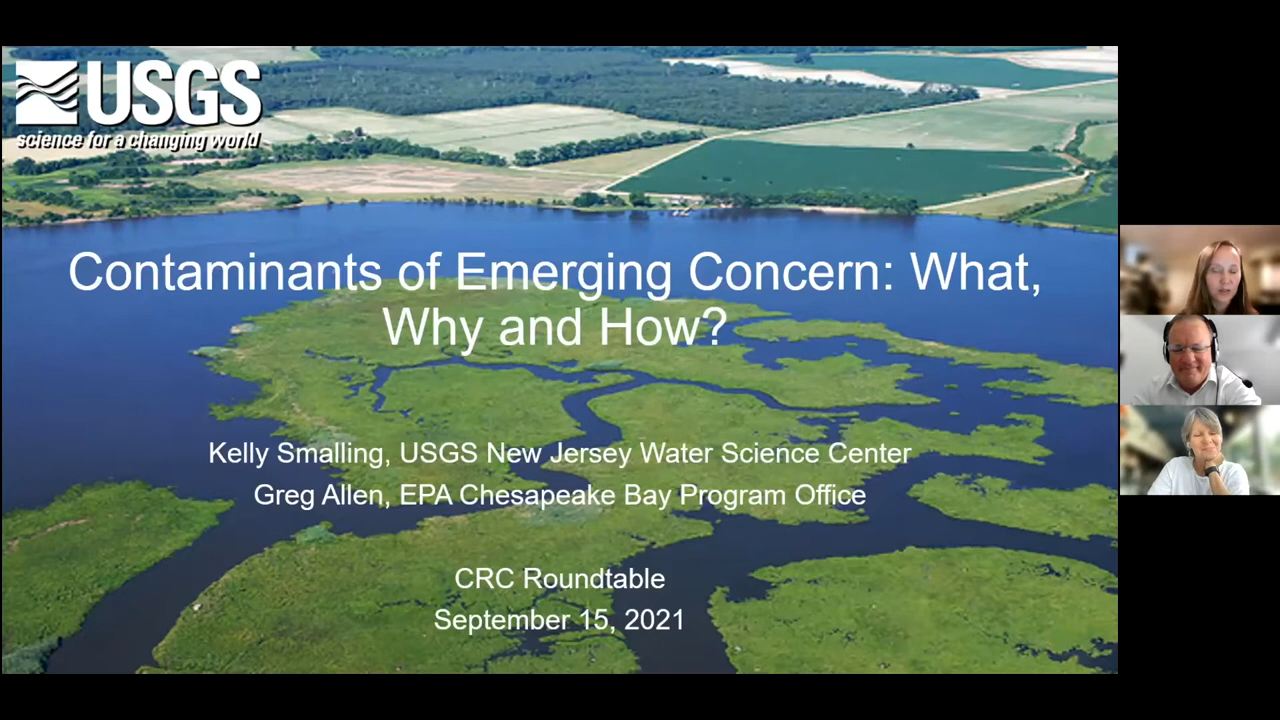 USGS
science for a changing world
Contaminants of Emerging Concern: What,
Why and How?
Kelly Smalling, USGS New Jersey Water Science Center
Greg Allen, EPA Chesapeake Bay Program Office
CRC Roundtable
September 15, 2021